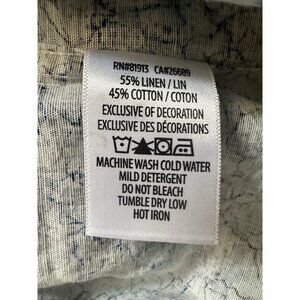 RN#81913 CA#26689
55% LINEN / LIN
45% COTTON / COTON
EXCLUSIVE OF DECORATION
EXCLUSIVE DES DÉCORATIONS
MACHINE WASH COLD WATER
MILD DETERGENT
DO NOT BLEACH
TUMBLE DRY LOW
HOT IRON